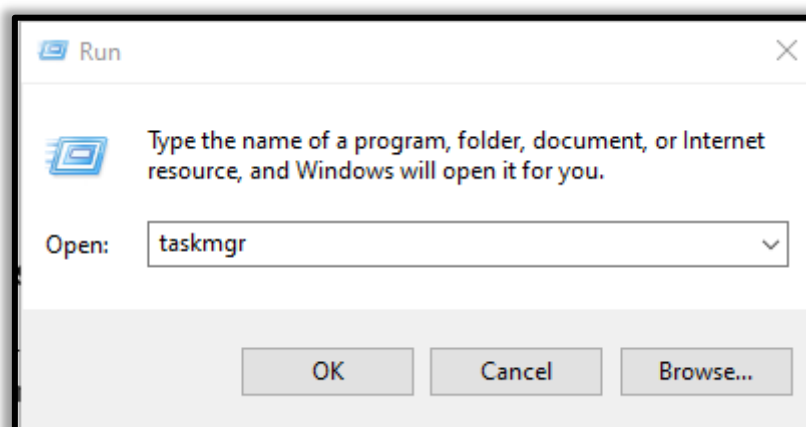 Run
Type the name of a program, folder, document, or Internet
resource, and Windows will open it for you.
Open: taskmgr
OK Cancel Browse...